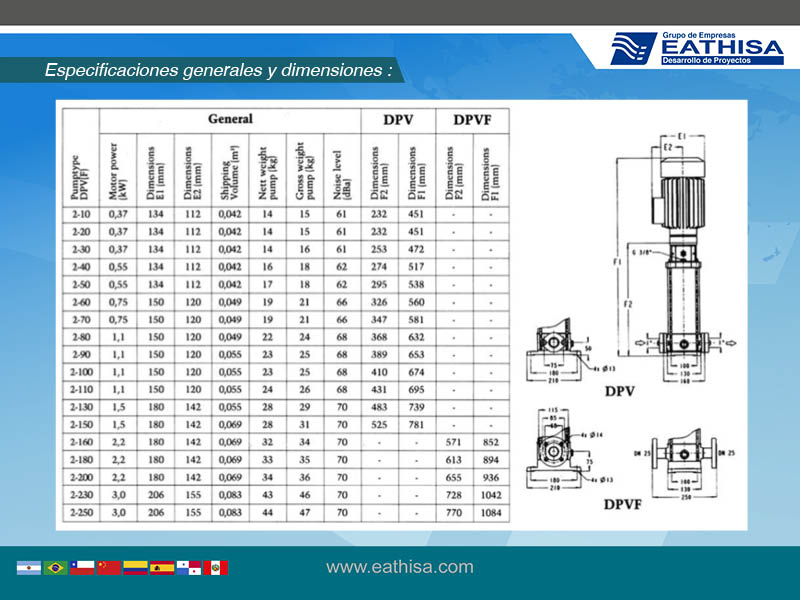 Grupo de Empresas
EATHISA
Desarrollo de Proyectos
Especificaciones generales y dimensiones :
General DPV DPVF
Pumptype DPV(F) Motor power (kW) Dimensions E1 (mm) Dimensions E2 (mm) Shipping Volume (m³) Nett weight pump (kg) Gross weight pump (kg) Noise level (dBa) Dimensions F2 (mm) Dimensions F1 (mm) Dimensions F2 (mm) Dimensions F1 (mm)
2-10 0,37 134 112 0,042 14 15 61 232 451 - -
2-20 0,37 134 112 0,042 14 15 61 232 451 - -
2-30 0,37 134 112 0,042 14 16 61 253 472 - -
2-40 0,55 134 112 0,042 16 18 62 274 517 - -
2-50 0,55 134 112 0,042 17 18 62 295 538 - -
2-60 0,75 150 120 0,049 19 21 66 326 560 - -
2-70 0,75 150 120 0,049 19 21 66 347 581 - -
2-80 1,1 150 120 0,049 22 24 68 368 632 - -
2-90 1,1 150 120 0,055 23 25 68 389 653 - -
2-100 1,1 150 120 0,055 23 25 68 410 674 - -
2-110 1,1 150 120 0,055 24 26 68 431 695 - -
2-130 1,5 180 142 0,055 28 29 70 483 739 - -
2-150 1,5 180 142 0,069 28 31 70 525 781 - -
2-160 2,2 180 142 0,069 32 34 70 - - 571 852
2-180 2,2 180 142 0,069 33 35 70 - - 613 894
2-200 2,2 180 142 0,069 34 36 70 - - 655 936
2-230 3,0 206 155 0,083 43 46 70 - - 728 1042
2-250 3,0 206 155 0,083 44 47 70 - - 770 1084
E1
E2
G 3/8"
F1
F2
50
1" 1"
75
4x Ø13
180
210
100
130
160
DPV
115
85
4x Ø14
DN 25 DN 25
75
4x Ø13
180
210
100
130
250
DPVF
www.eathisa.com